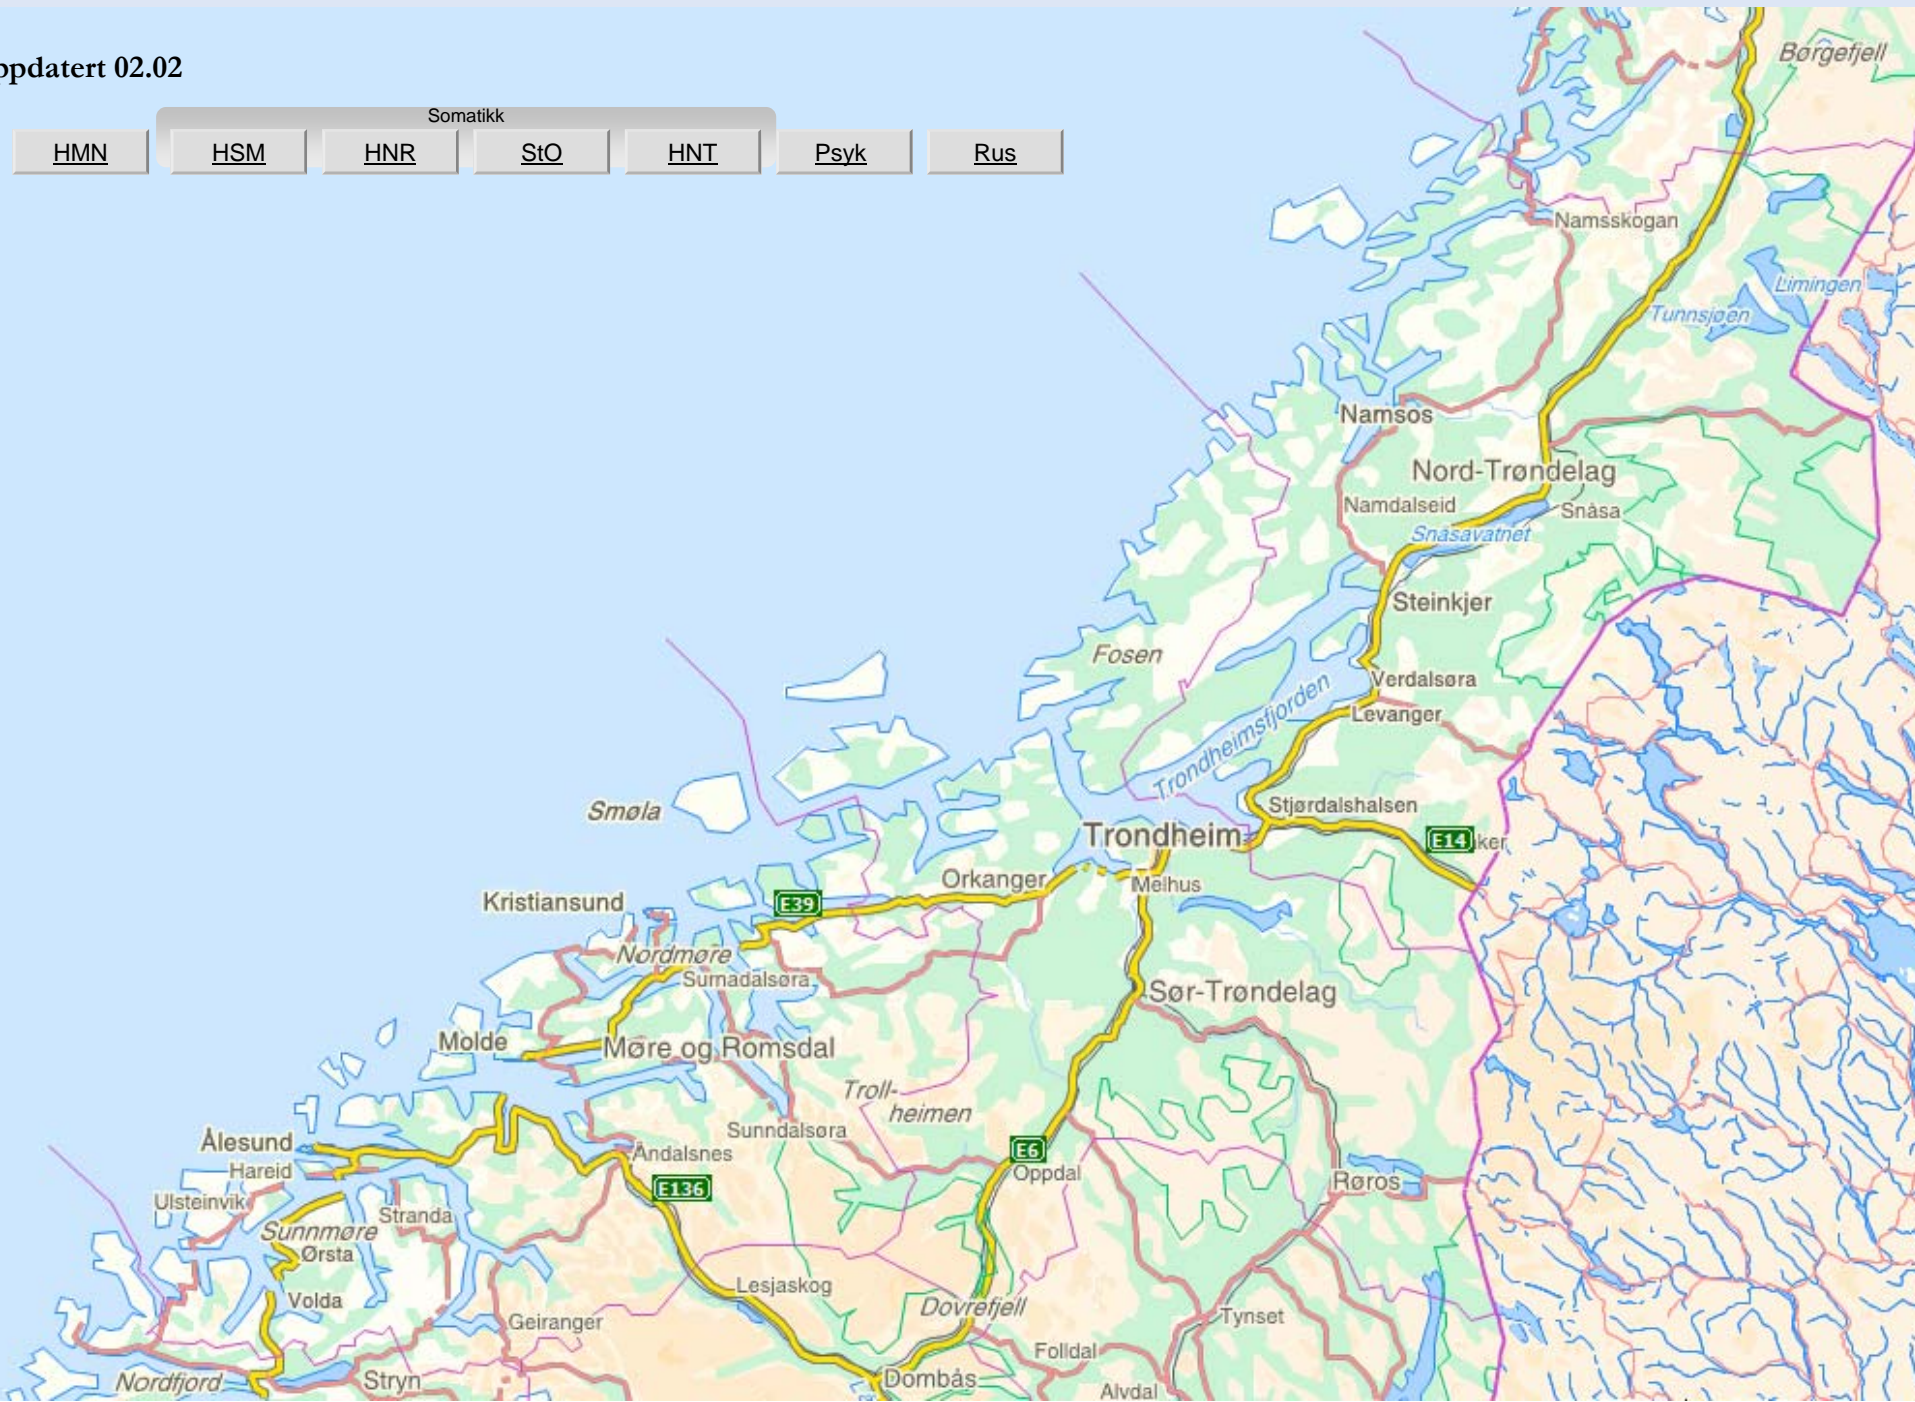 ppdatert 02.02
Somatikk
HMN HSM HNR StO HNT Psyk Rus
Børgefjell
Namsskogan
Limingen
Tunnsjøen
Namsos
Nord-Trøndelag
Namdalseid
Snåsa
Snåsavatnet
Steinkjer
Fosen
Verdalsøra
Trondheimsfjorden
Levanger
Smøla
Stjørdalshalsen
Trondheim
E14 ker
Orkanger
Melhus
E39
Kristiansund
Nordmøre
Surnadalsøra
Sør-Trøndelag
Molde
Møre og Romsdal
Troll-
heimen
Ålesund
Sunndalsøra
Åndalsnes
E6
Hareid
Oppdal
E136
Røros
Ulsteinvik
Stranda
Sunnmøre
Ørsta
Lesjaskog
Volda
Dovrefjell
Geiranger
Tynset
Folldal
Nordfjord
Stryn
Dombås
Alvdal